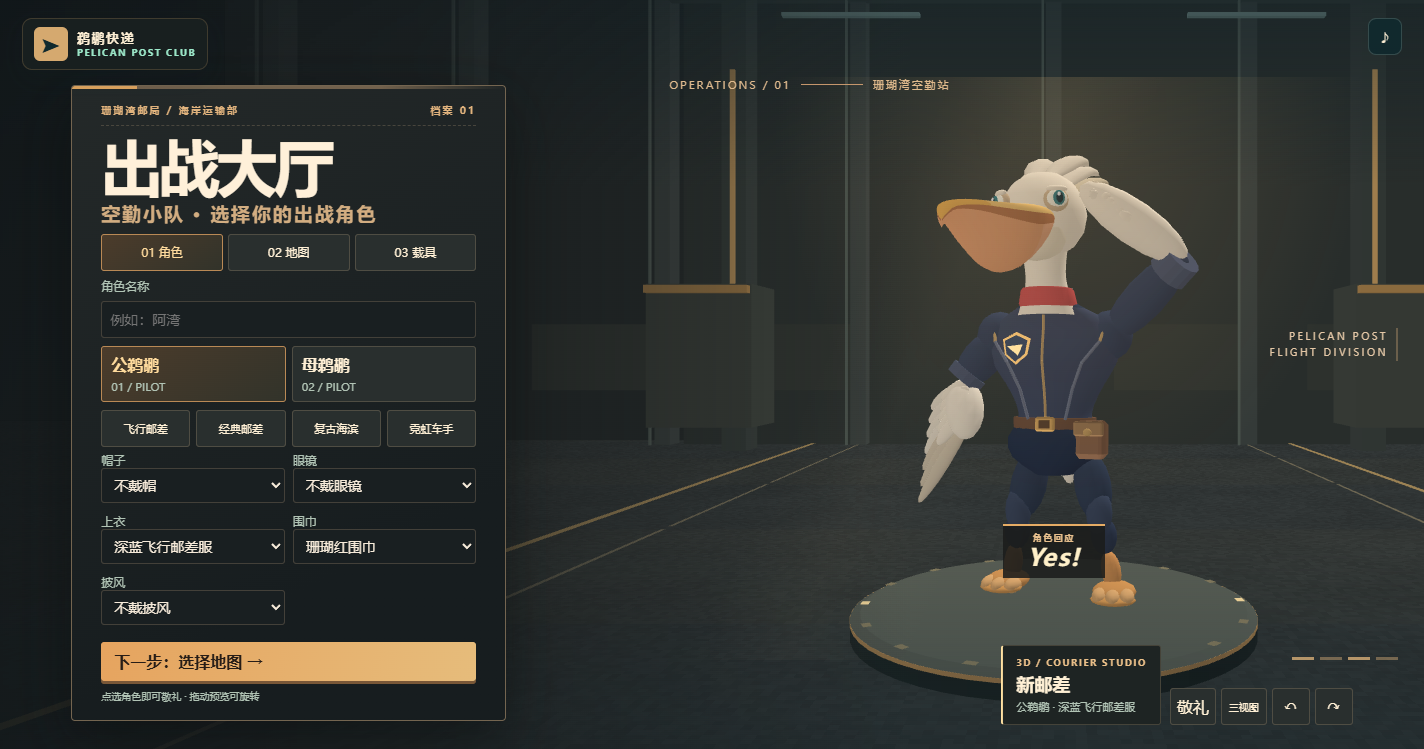 鹈鹕快递
PELICAN POST CLUB
♪
珊瑚湾邮局 / 海岸运输部
档案 01
出战大厅
空勤小队 • 选择你的出战角色
01 角色
02 地图
03 载具
角色名称
例如：阿湾
公鹈鹕
01 / PILOT
母鹈鹕
02 / PILOT
飞行邮差
经典邮差
复古海滨
霓虹车手
帽子
眼镜
不戴帽
不戴眼镜
上衣
围巾
深蓝飞行邮差服
珊瑚红围巾
披风
不戴披风
下一步：选择地图 →
点选角色即可敬礼 · 拖动预览可旋转
OPERATIONS / 01
珊瑚湾空勤站
PELICAN POST
FLIGHT DIVISION
角色回应
Yes!
3D / COURIER STUDIO
新邮差
公鹈鹕 · 深蓝飞行邮差服
敬礼
三视图
↶
↷